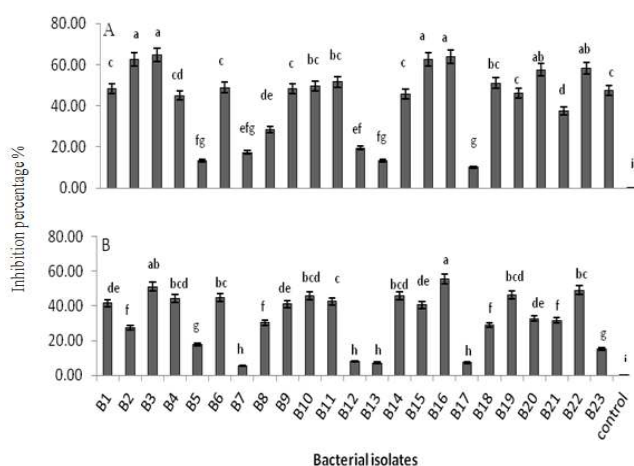 Inhibition percentage %
A
80.00
60.00
40.00
20.00
0.00
c a a cd fg c efg de c bc bc ef fg c a a g bc c ab d ab c i
B
80.00
60.00
40.00
20.00
0.00
de f ab bcd g bc h f de bcd c h h bcd de a h f bcd de f bc g i
B1 B2 B3 B4 B5 B6 B7 B8 B9 B10 B11 B12 B13 B14 B15 B16 B17 B18 B19 B20 B21 B22 B23 control
Bacterial isolates